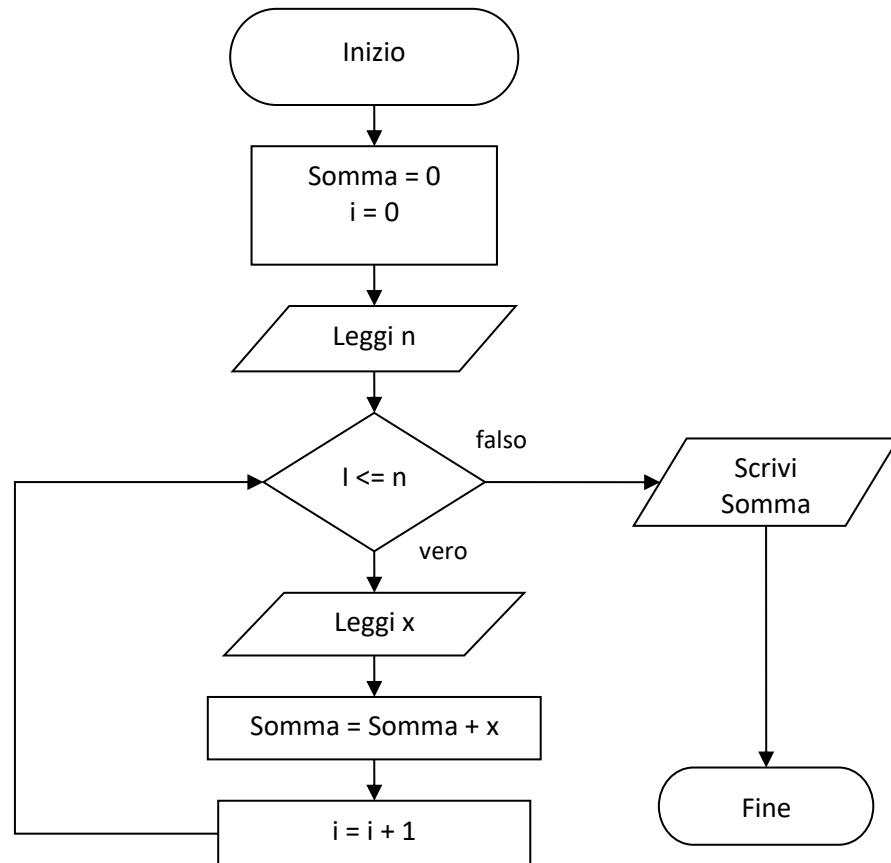 Inizio
Somma = 0
i = 0
Leggi n
I <= n
falso
Scrivi
Somma
vero
Leggi x
Somma = Somma + x
i = i + 1
Fine